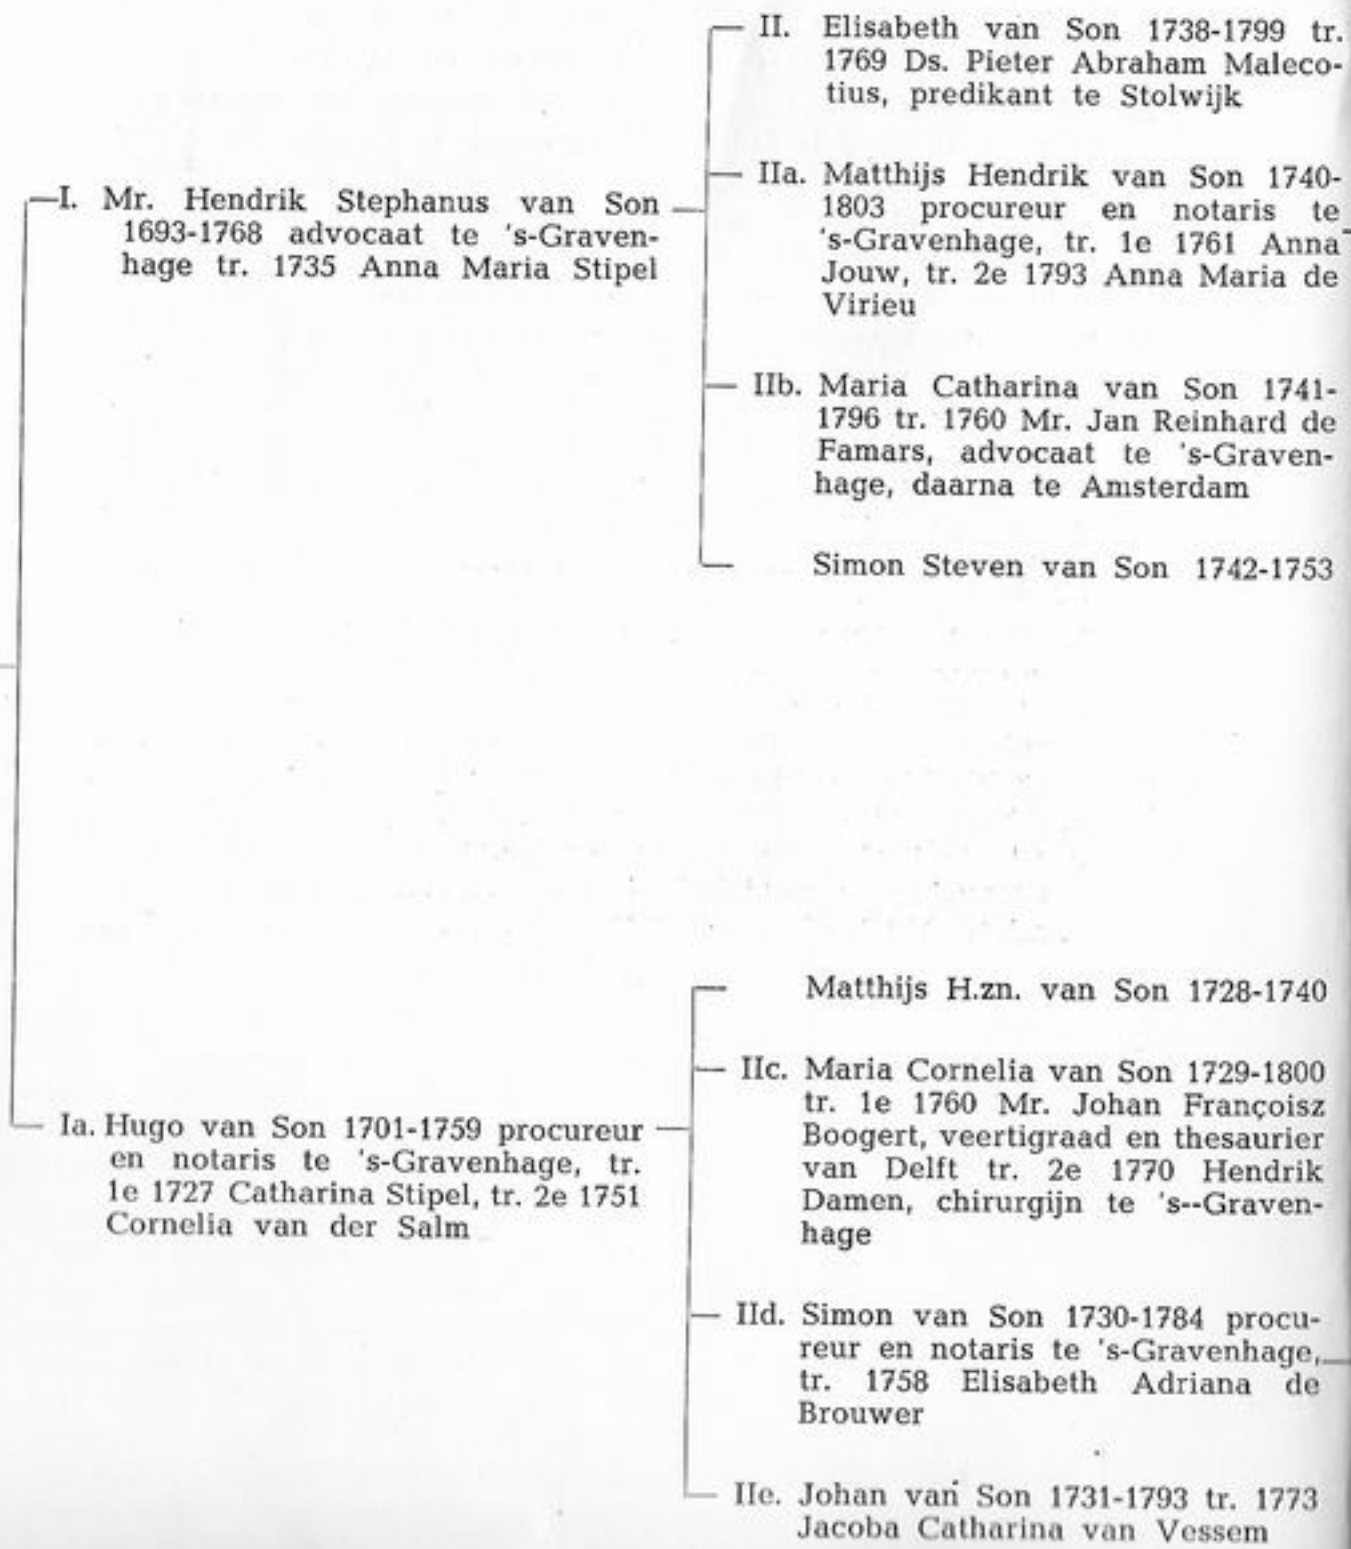 II. Elisabeth van Son 1738-1799 tr.
1769 Ds. Pieter Abraham Maleco-
tius, predikant te Stolwijk
IIa. Matthijs Hendrik van Son 1740-
1803 procureur en notaris te
's-Gravenhage, tr. 1e 1761 Anna
Jouw, tr. 2e 1793 Anna Maria de
Virieu
I. Mr. Hendrik Stephanus van Son
1693-1768 advocaat te 's-Graven-
hage tr. 1735 Anna Maria Stipel
IIb. Maria Catharina van Son 1741-
1796 tr. 1760 Mr. Jan Reinhard de
Famars, advocaat te 's-Graven-
hage, daarna te Amsterdam
Simon Steven van Son 1742-1753
Matthijs H.zn. van Son 1728-1740
IIc. Maria Cornelia van Son 1729-1800
tr. 1e 1760 Mr. Johan Françoisz
Boogert, veertigraad en thesaurier
van Delft tr. 2e 1770 Hendrik
Damen, chirurgijn te 's--Graven-
hage
Ia. Hugo van Son 1701-1759 procureur
en notaris te 's-Gravenhage, tr.
1e 1727 Catharina Stipel, tr. 2e 1751
Cornelia van der Salm
IId. Simon van Son 1730-1784 procu-
reur en notaris te 's-Gravenhage,
tr. 1758 Elisabeth Adriana de
Brouwer
IIe. Johan van Son 1731-1793 tr. 1773
Jacoba Catharina van Vessem